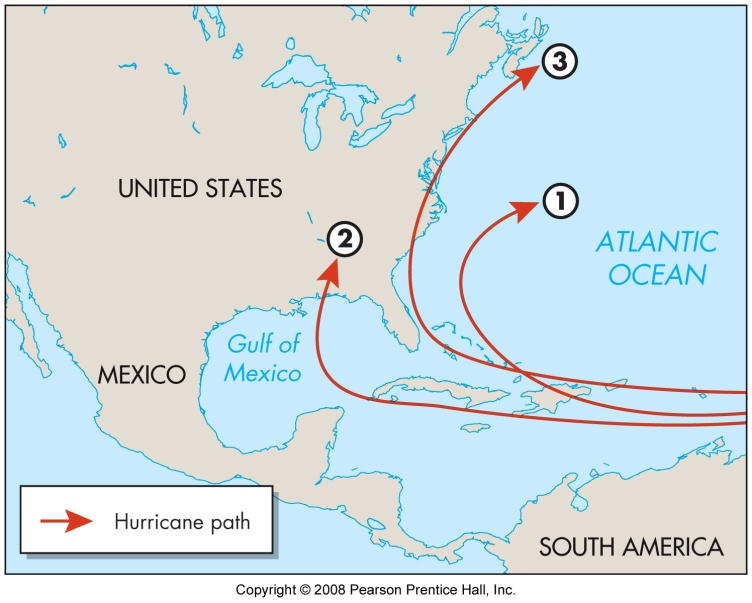 3
UNITED STATES
1
2
ATLANTIC
OCEAN
Gulf of
Mexico
MEXICO
Hurricane path
SOUTH AMERICA
Copyright © 2008 Pearson Prentice Hall, Inc.